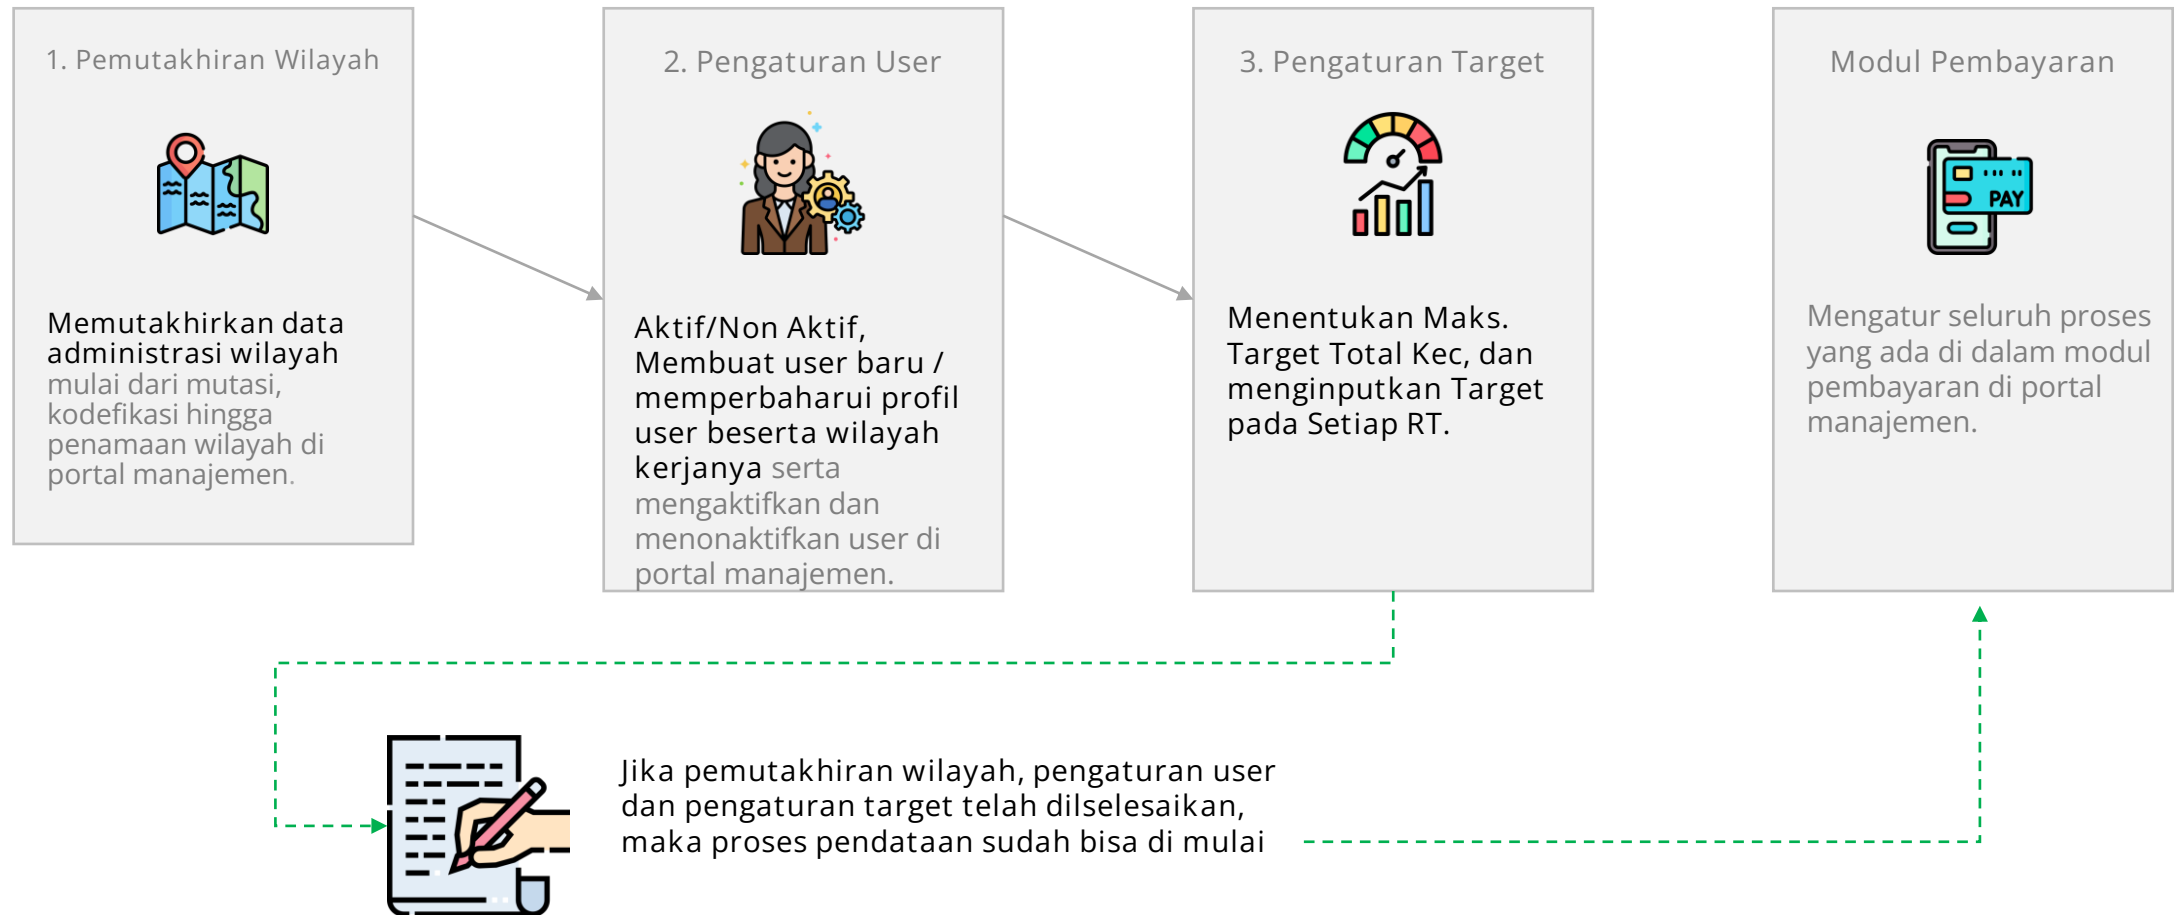 1. Pemutakhiran Wilayah
Memutakhirkan data
administrasi wilayah
mulai dari mutasi,
kodefikasi hingga
penamaan wilayah di
portal manajemen.
2. Pengaturan User
Aktif/Non Aktif,
Membuat user baru /
memperbaharui profil
user beserta wilayah
kerjanya serta
mengaktifkan dan
menonaktifkan user di
portal manajemen.
3. Pengaturan Target
Menentukan Maks.
Target Total Kec, dan
menginputkan Target
pada Setiap RT.
Modul Pembayaran
PAY
Mengatur seluruh proses
yang ada di dalam modul
pembayaran di portal
manajemen.
Jika pemutakhiran wilayah, pengaturan user
dan pengaturan target telah dilselesaikan,
maka proses pendataan sudah bisa di mulai